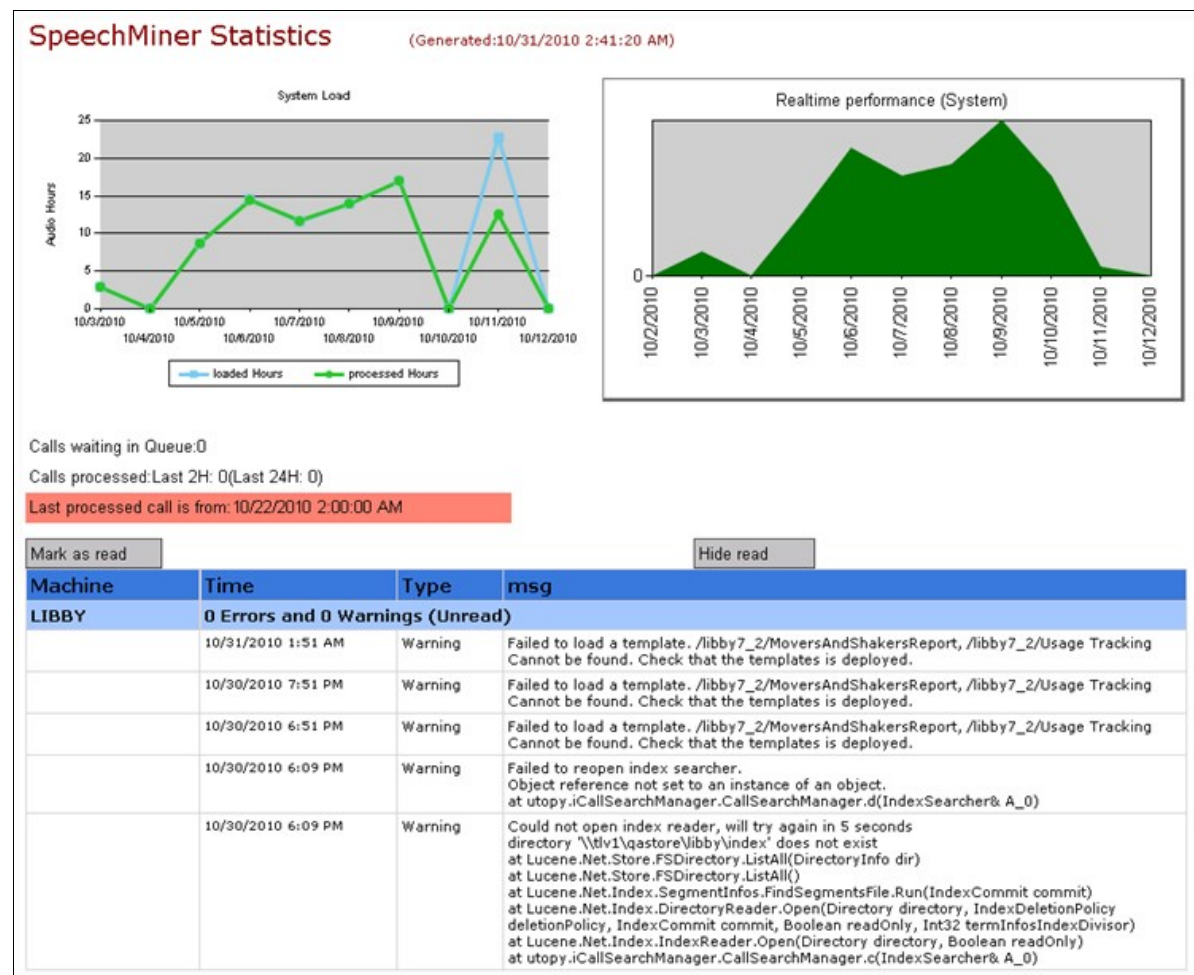 SpeechMiner Statistics (Generated:10/31/2010 2:41:20 AM)
System Load
25
20
15
10
5
0
Audio Hours
10/3/2010 10/5/2010 10/7/2010 10/9/2010 10/11/2010
10/4/2010 10/6/2010 10/8/2010 10/10/2010 10/12/2010
loaded Hours processed Hours
Realtime performance (System)
0
10/2/2010
10/3/2010
10/4/2010
10/5/2010
10/6/2010
10/7/2010
10/8/2010
10/9/2010
10/10/2010
10/11/2010
10/12/2010
Calls waiting in Queue:0
Calls processed:Last 2H: 0(Last 24H: 0)
Last processed call is from:10/22/2010 2:00:00 AM
Mark as read Hide read
Machine Time Type msg
LIBBY 0 Errors and 0 Warnings (Unread)
10/31/2010 1:51 AM Warning Failed to load a template. /libby7_2/MoversAndShakersReport, /libby7_2/Usage Tracking
Cannot be found. Check that the templates is deployed.
10/30/2010 7:51 PM Warning Failed to load a template. /libby7_2/MoversAndShakersReport, /libby7_2/Usage Tracking
Cannot be found. Check that the templates is deployed.
10/30/2010 6:51 PM Warning Failed to load a template. /libby7_2/MoversAndShakersReport, /libby7_2/Usage Tracking
Cannot be found. Check that the templates is deployed.
10/30/2010 6:09 PM Warning Failed to reopen index searcher.
Object reference not set to an instance of an object.
at utopy.iCallSearchManager.CallSearchManager.d(IndexSearcher& A_0)
10/30/2010 6:09 PM Warning Could not open index reader, will try again in 5 seconds
directory '\\tlv1\qastore\libby\index' does not exist
at Lucene.Net.Store.FSDirectory.ListAll(DirectoryInfo dir)
at Lucene.Net.Store.FSDirectory.ListAll()
at Lucene.Net.Index.SegmentInfos.FindSegmentsFile.Run(IndexCommit commit)
at Lucene.Net.Index.DirectoryReader.Open(Directory directory, IndexDeletionPolicy
deletionPolicy, IndexCommit commit, Boolean readOnly, Int32 termInfosIndexDivisor)
at Lucene.Net.Index.IndexReader.Open(Directory directory, Boolean readOnly)
at utopy.iCallSearchManager.CallSearchManager.c(IndexSearcher& A_0)